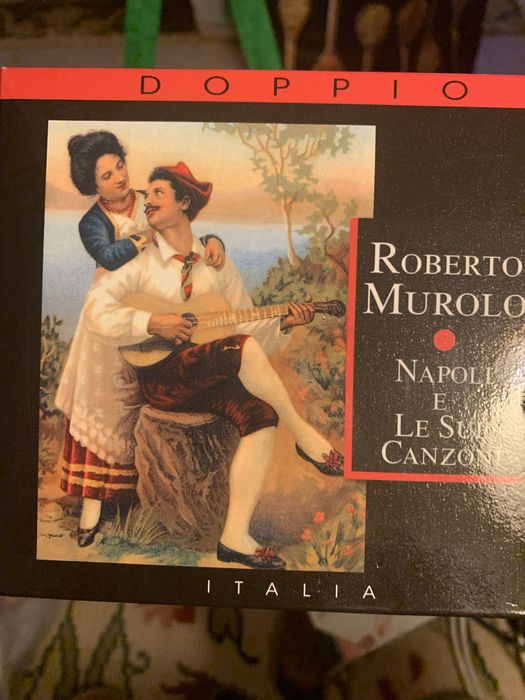 DOPPIO
ROBERTO
MUROLO
NAPOLI
E
LE SUE
CANZONI
ITALIA